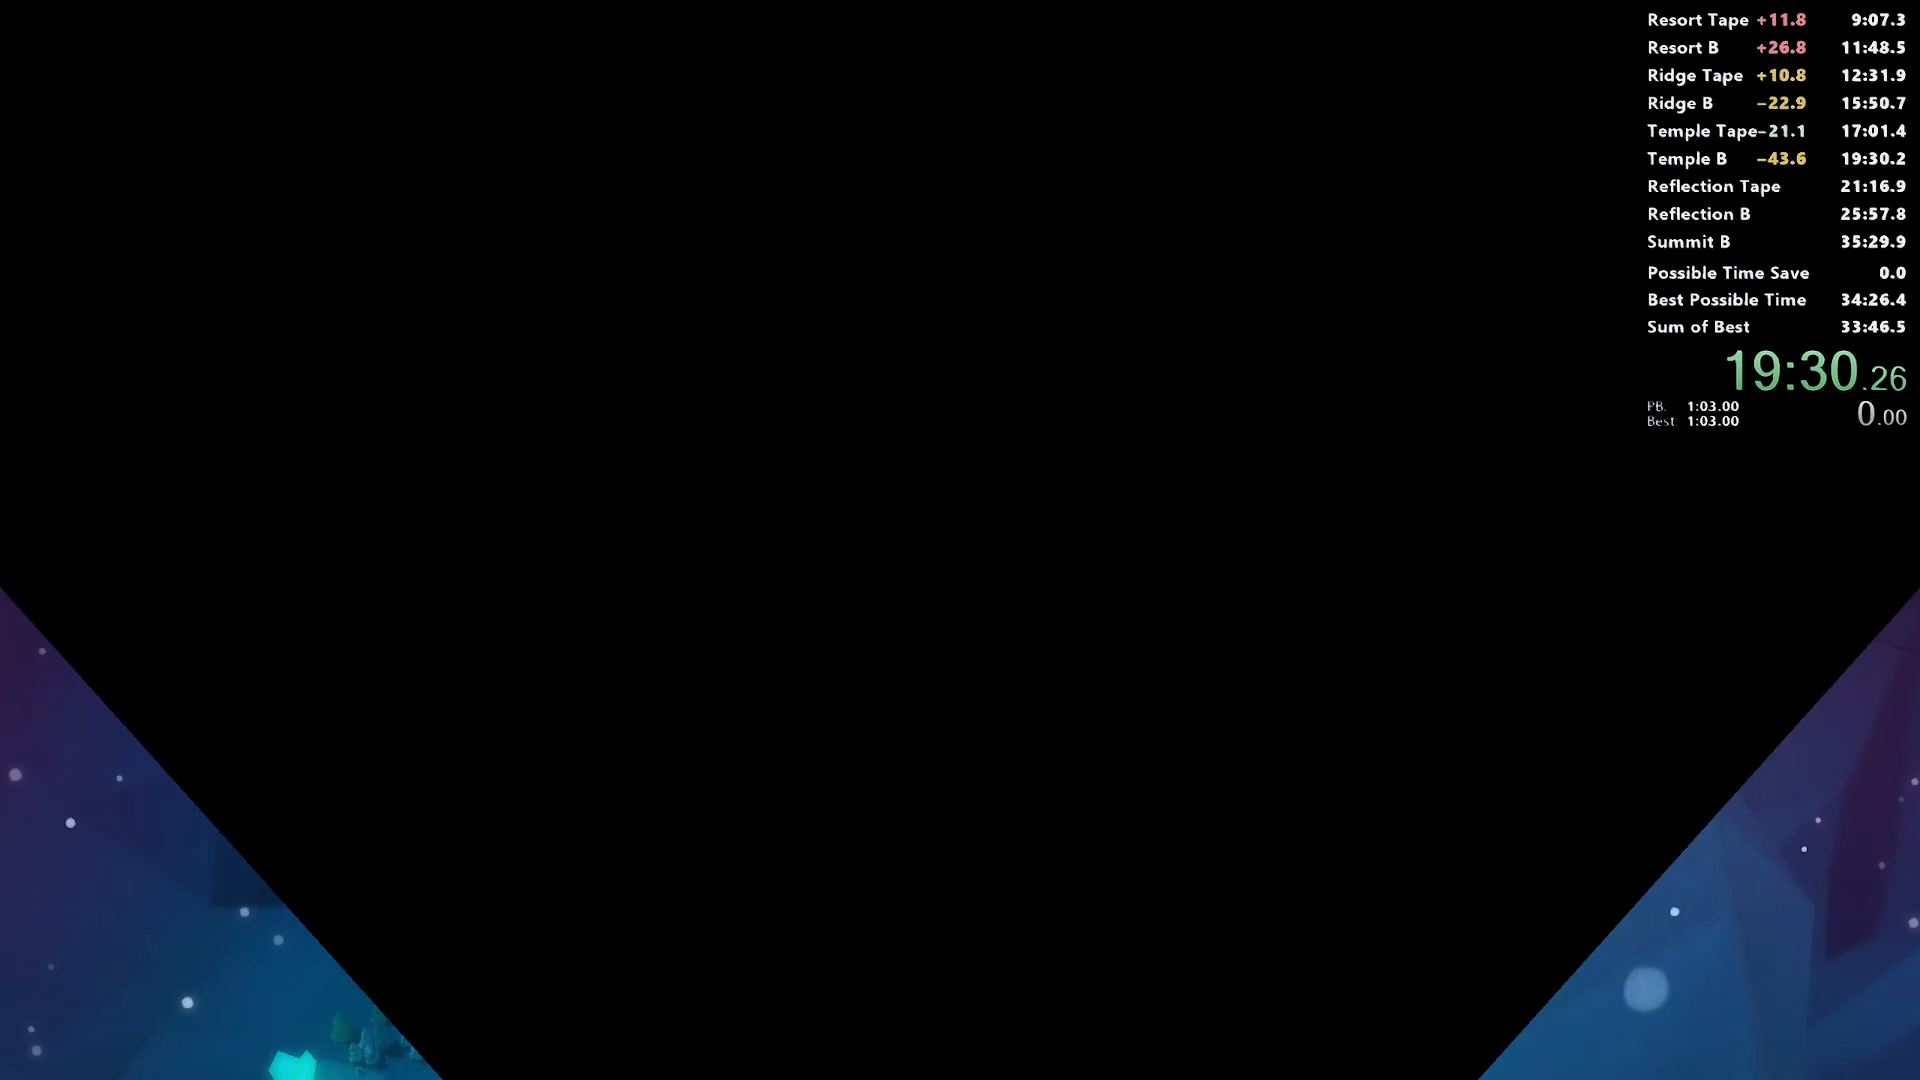 Resort Tape +11.8 9:07.3
Resort B +26.8 11:48.5
Ridge Tape +10.8 12:31.9
Ridge B -22.9 15:50.7
Temple Tape-21.1 17:01.4
Temple B -43.6 19:30.2
Reflection Tape 21:16.9
Reflection B 25:57.8
Summit B 35:29.9
Possible Time Save 0.0
Best Possible Time 34:26.4
Sum of Best 33:46.5
19:30.26
PB: 1:03.00 0.00
Best: 1:03.00